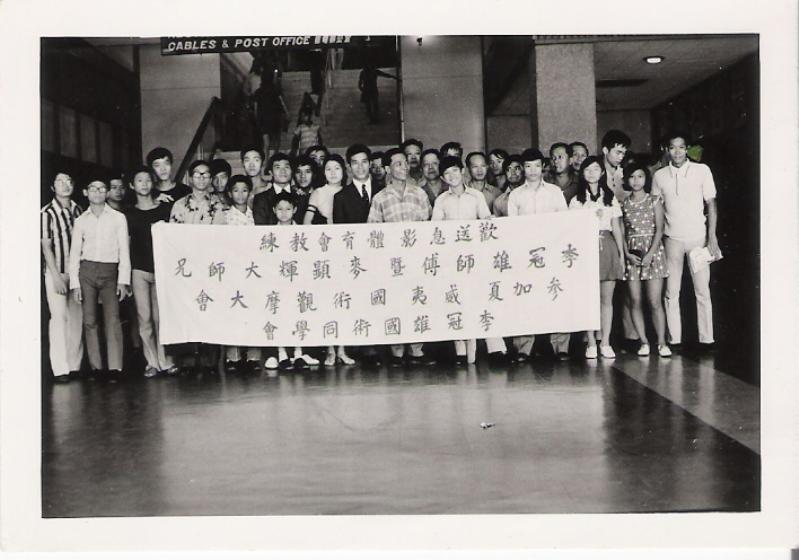 CABLES & POST OFFICE
歡送息影體育會教練
李冠雄師傅暨麥顯輝大師兄
參加夏威夷國術觀摩大會
李冠雄國術同學會